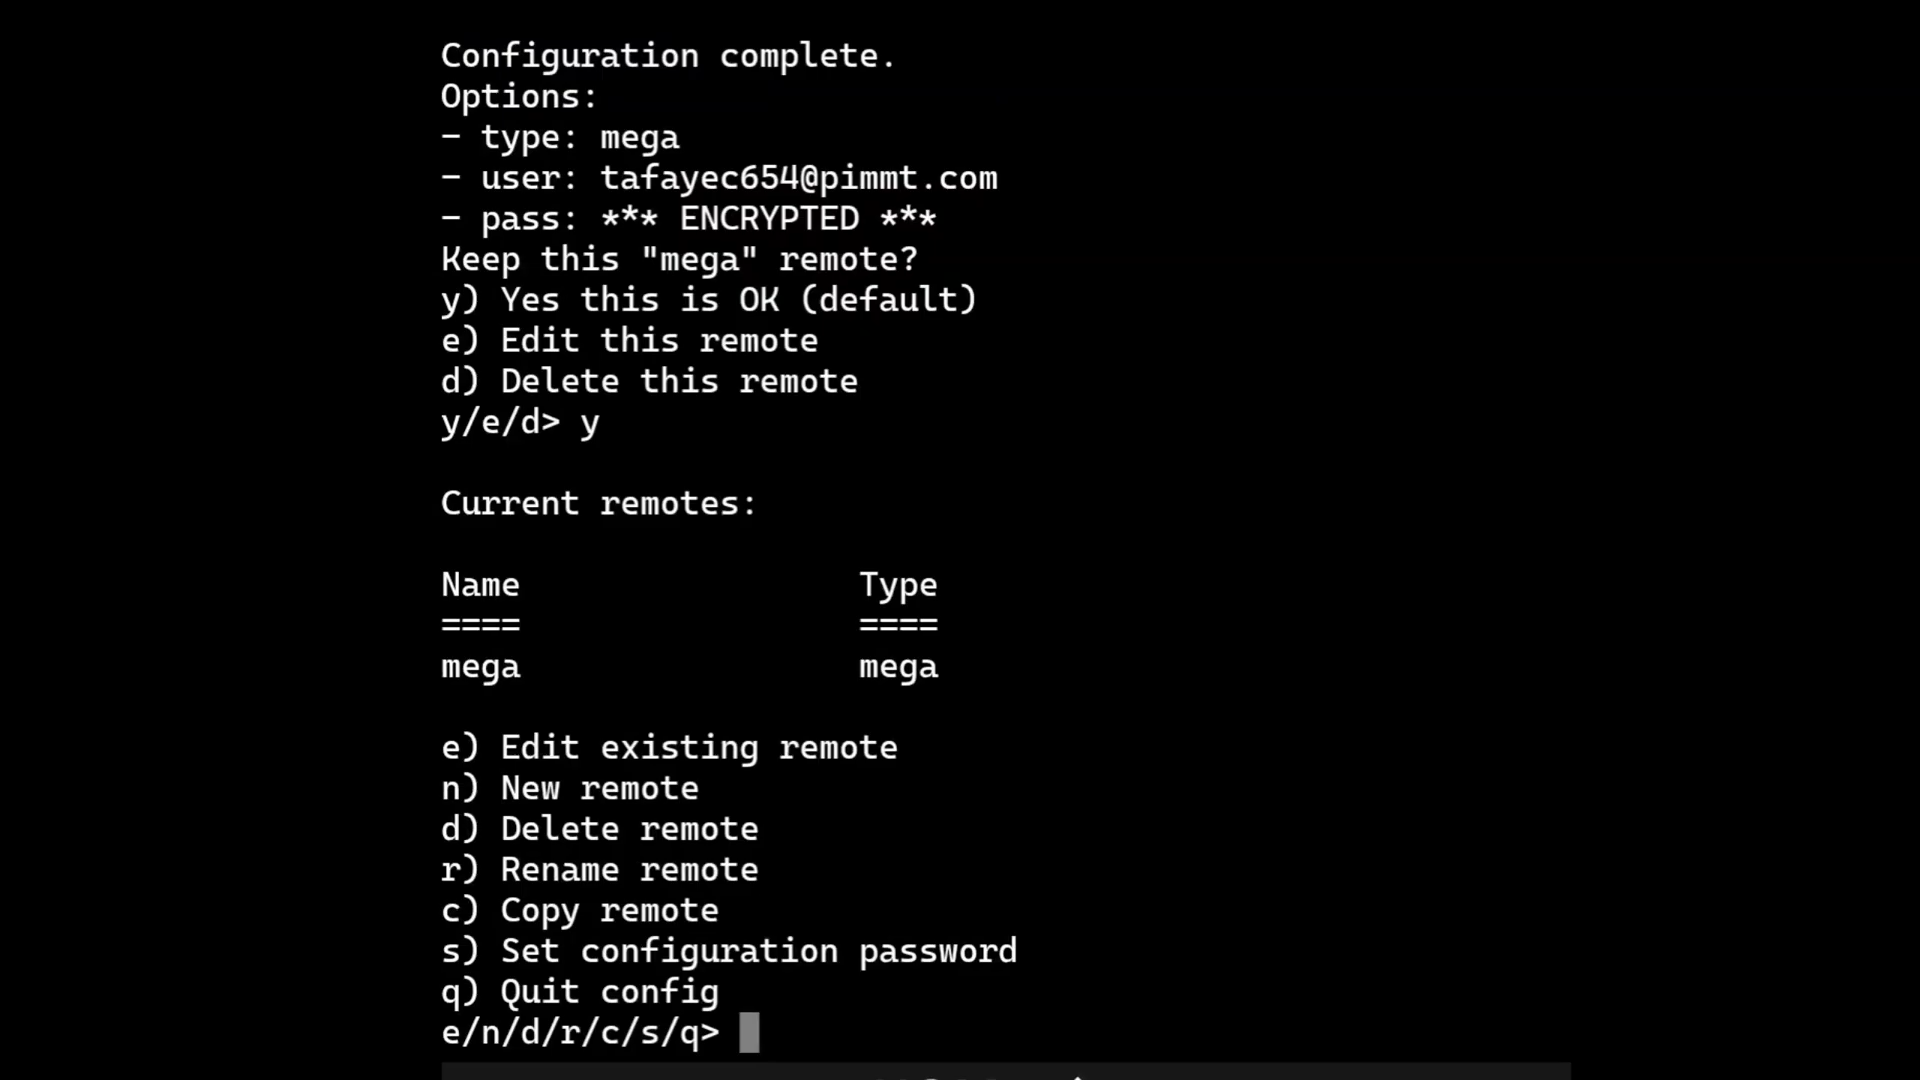 Configuration complete.
Options:
- type: mega
- user: tafayec654@pimmt.com
- pass: *** ENCRYPTED ***
Keep this "mega" remote?
y) Yes this is OK (default)
e) Edit this remote
d) Delete this remote
y/e/d> y
Current remotes:
Name                 Type
====                 ====
mega                 mega
e) Edit existing remote
n) New remote
d) Delete remote
r) Rename remote
c) Copy remote
s) Set configuration password
q) Quit config
e/n/d/r/c/s/q>